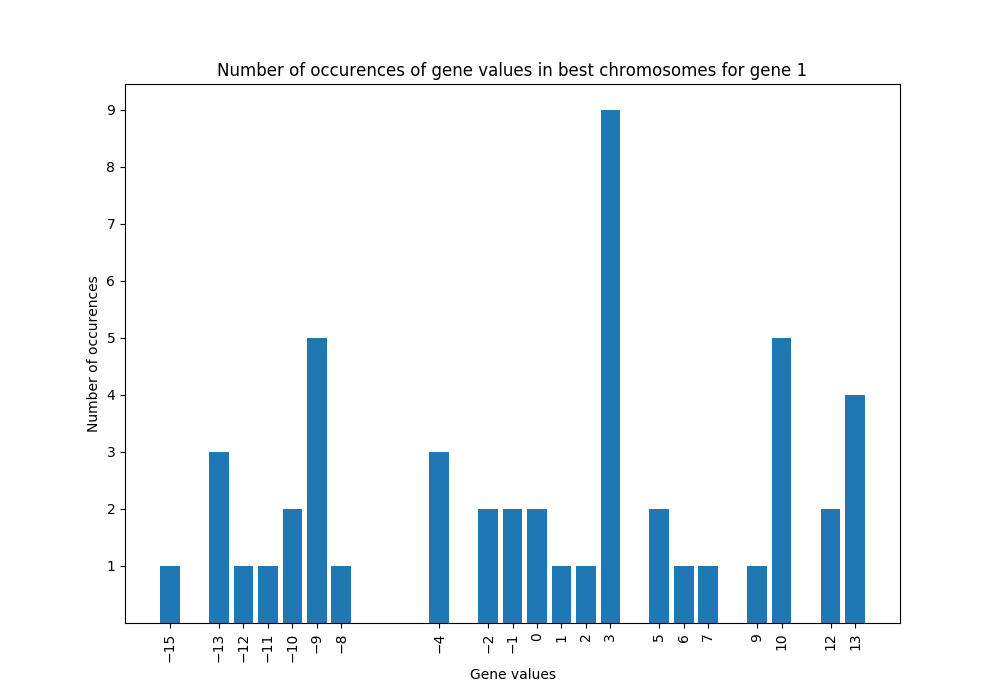 Number of occurences of gene values in best chromosomes for gene 1
Number of occurences
9
8
7
6
5
4
3
2
1
−15 −13 −12 −11 −10 −9 −8 −4 −2 −1 0 1 2 3 5 6 7 9 10 12 13
Gene values